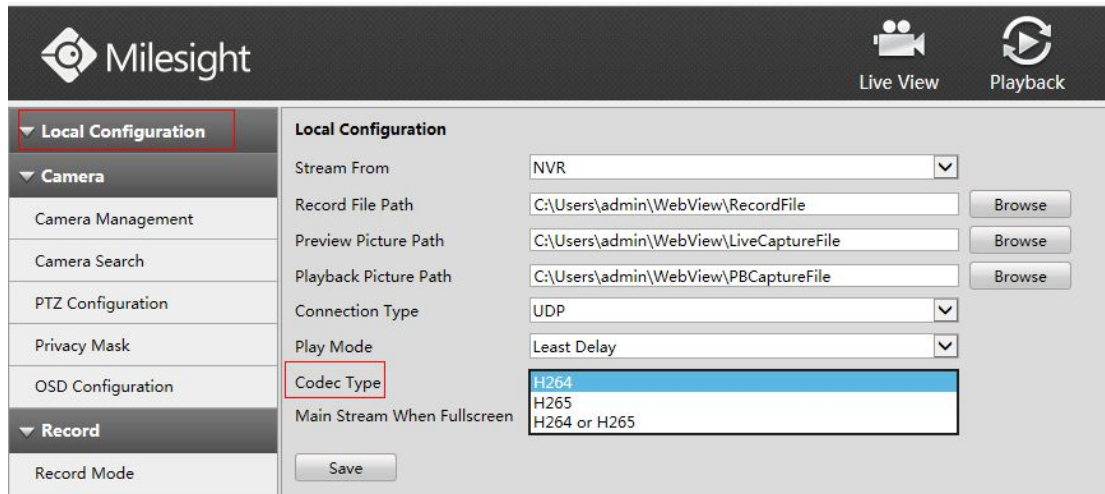 Milesight
Live View
Playback
Local Configuration
Camera
Camera Management
Camera Search
PTZ Configuration
Privacy Mask
OSD Configuration
Record
Record Mode
Local Configuration
Stream From NVR
Record File Path C:\Users\admin\WebView\RecordFile Browse
Preview Picture Path C:\Users\admin\WebView\LiveCaptureFile Browse
Playback Picture Path C:\Users\admin\WebView\PBCaptureFile Browse
Connection Type UDP
Play Mode Least Delay
Codec Type H264
H265
Main Stream When Fullscreen H264 or H265
Save